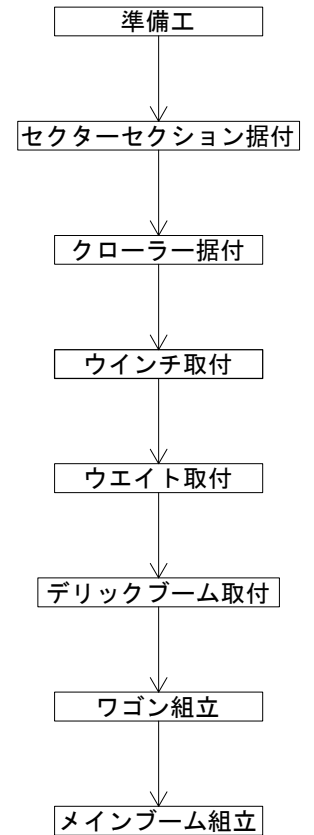 準備工
セクターセクション据付
クローラー据付
ウインチ取付
ウエイト取付
デリックブーム取付
ワゴン組立
メインブーム組立